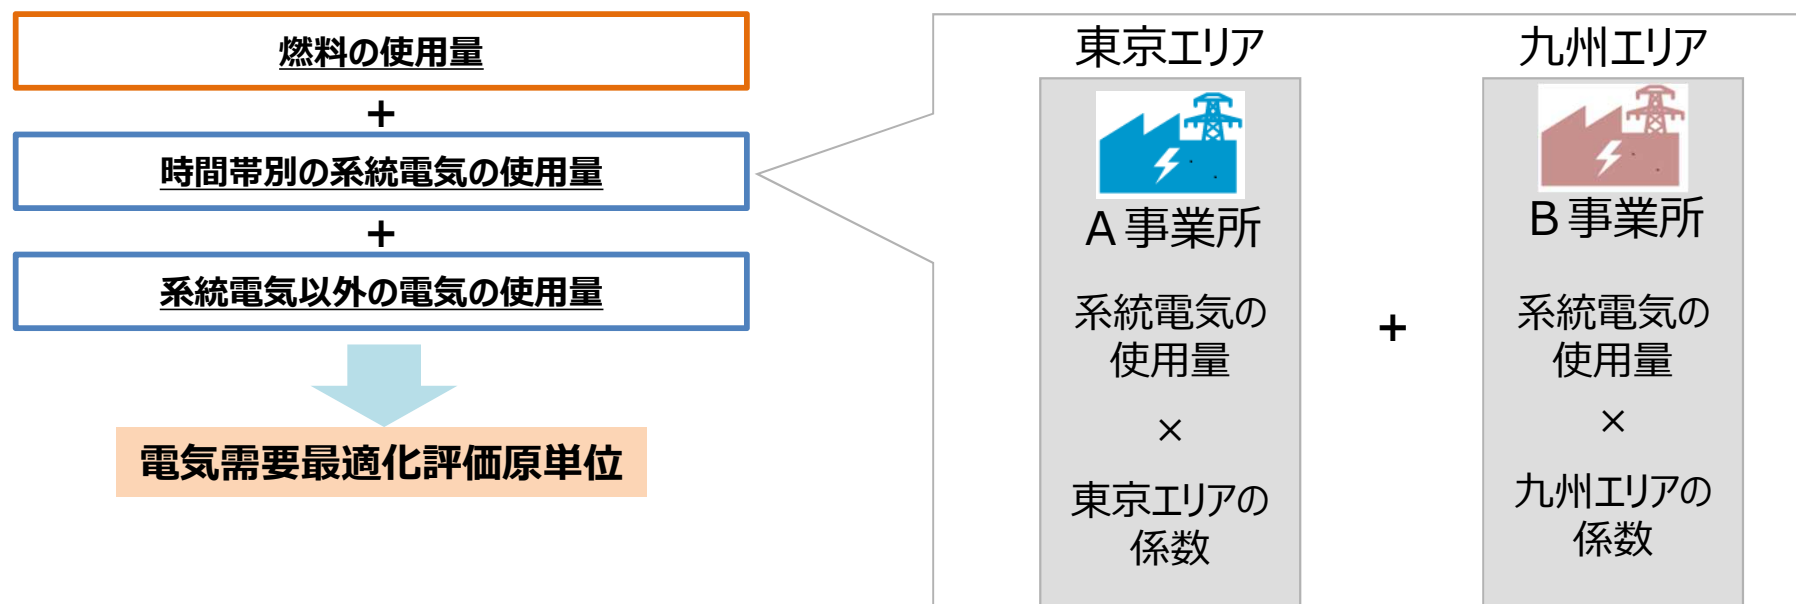 燃料の使用量
+
時間帯別の系統電気の使用量
+
系統電気以外の電気の使用量
電気需要最適化評価原単位
東京エリア
A事業所
系統電気の
使用量
×
東京エリアの
係数
+
九州エリア
B事業所
系統電気の
使用量
×
九州エリアの
係数